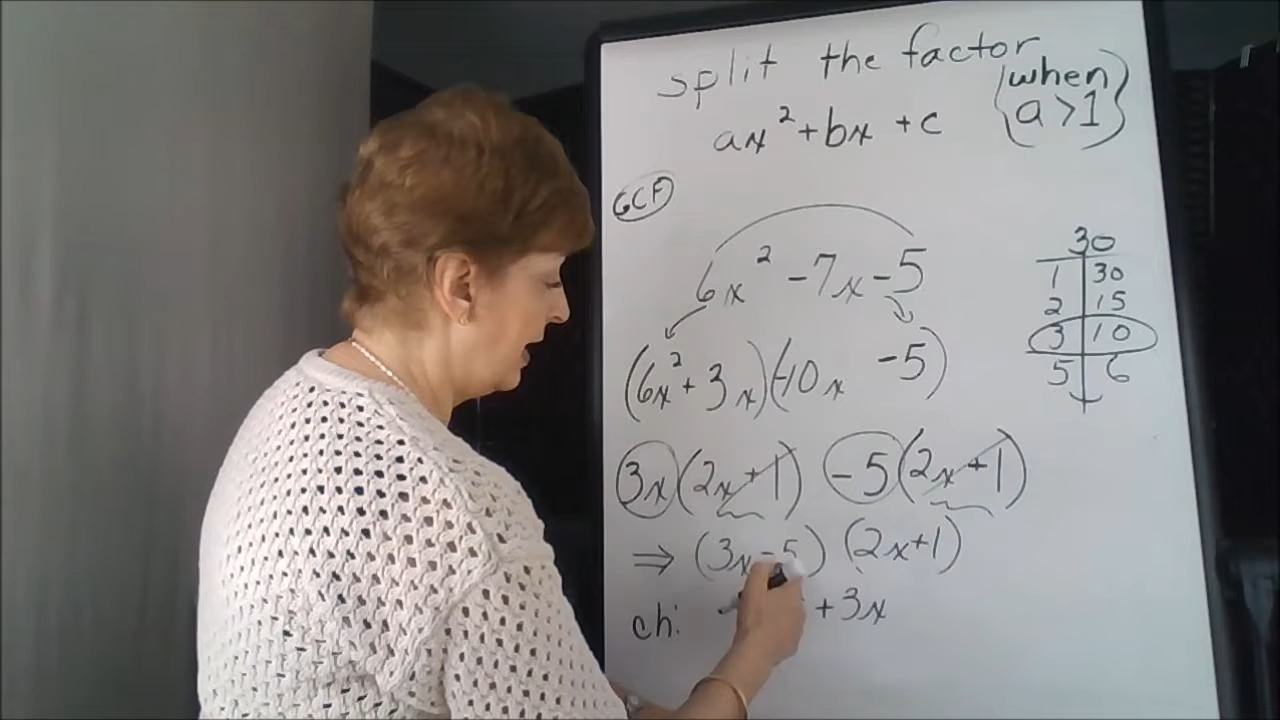 split the factor
{when a>1}
ax² + bx + c
GCF
6x² - 7x - 5
(6x² + 3x)(-10x - 5)
3x(2x+1) -5(2x+1)
⇒ (3x-5) (2x+1)
ch: + 3x
30
1 30
2 15
3 10
5 6